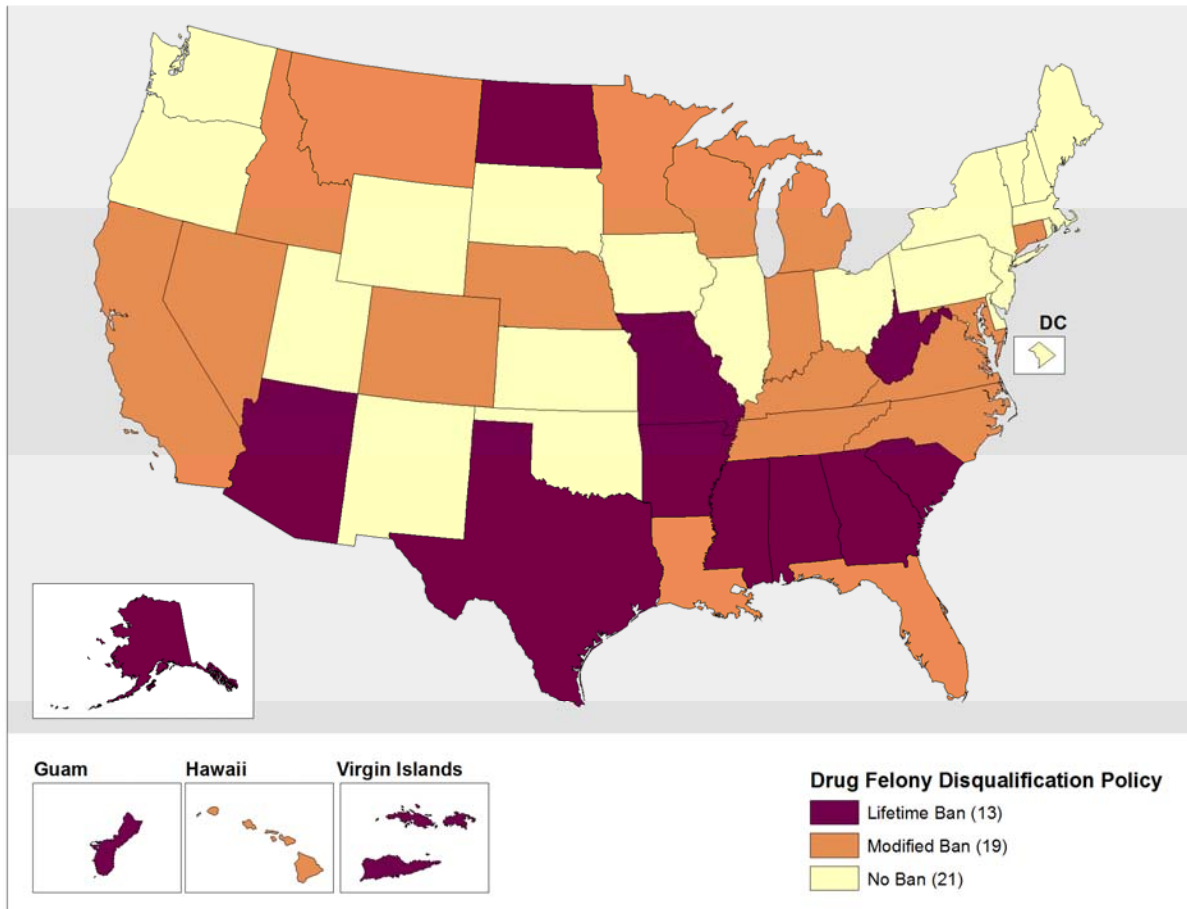 DC
Guam
Hawaii
Virgin Islands
Drug Felony Disqualification Policy
Lifetime Ban (13)
Modified Ban (19)
No Ban (21)